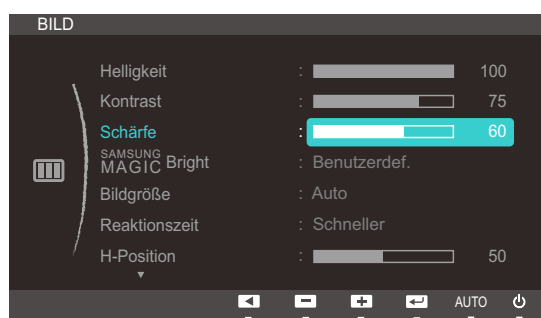 BILD
Helligkeit : 100
Kontrast : 75
Schärfe : 60
SAMSUNG MAGIC Bright : Benutzerdef.
Bildgröße : Auto
Reaktionszeit : Schneller
H-Position : 50
AUTO